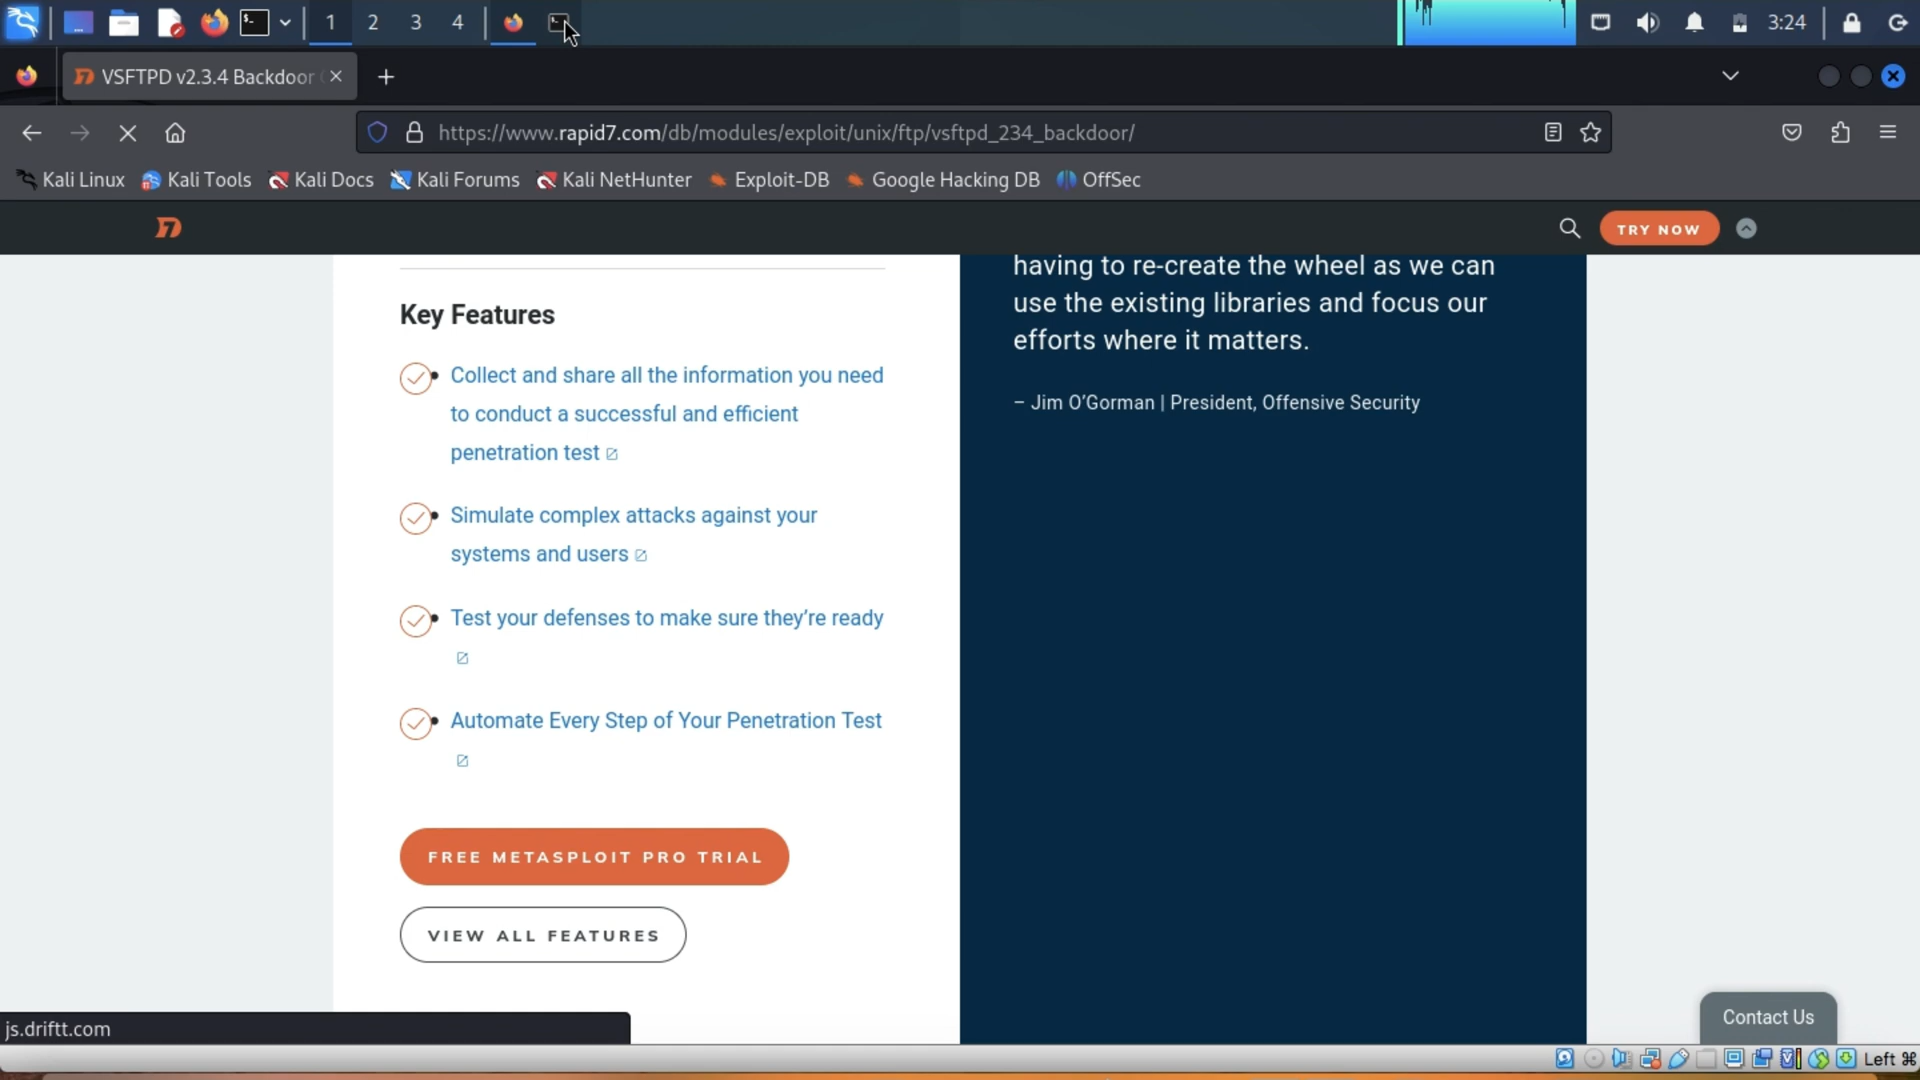 1 2 3 4
3:24
VSFTPD v2.3.4 Backdoor
https://www.rapid7.com/db/modules/exploit/unix/ftp/vsftpd_234_backdoor/
Kali Linux Kali Tools Kali Docs Kali Forums Kali NetHunter Exploit-DB Google Hacking DB OffSec
TRY NOW
Key Features
Collect and share all the information you need
to conduct a successful and efficient
penetration test
Simulate complex attacks against your
systems and users
Test your defenses to make sure they’re ready
Automate Every Step of Your Penetration Test
FREE METASPLOIT PRO TRIAL
VIEW ALL FEATURES
having to re-create the wheel as we can
use the existing libraries and focus our
efforts where it matters.
– Jim O’Gorman | President, Offensive Security
Contact Us
js.driftt.com
Left ⌘